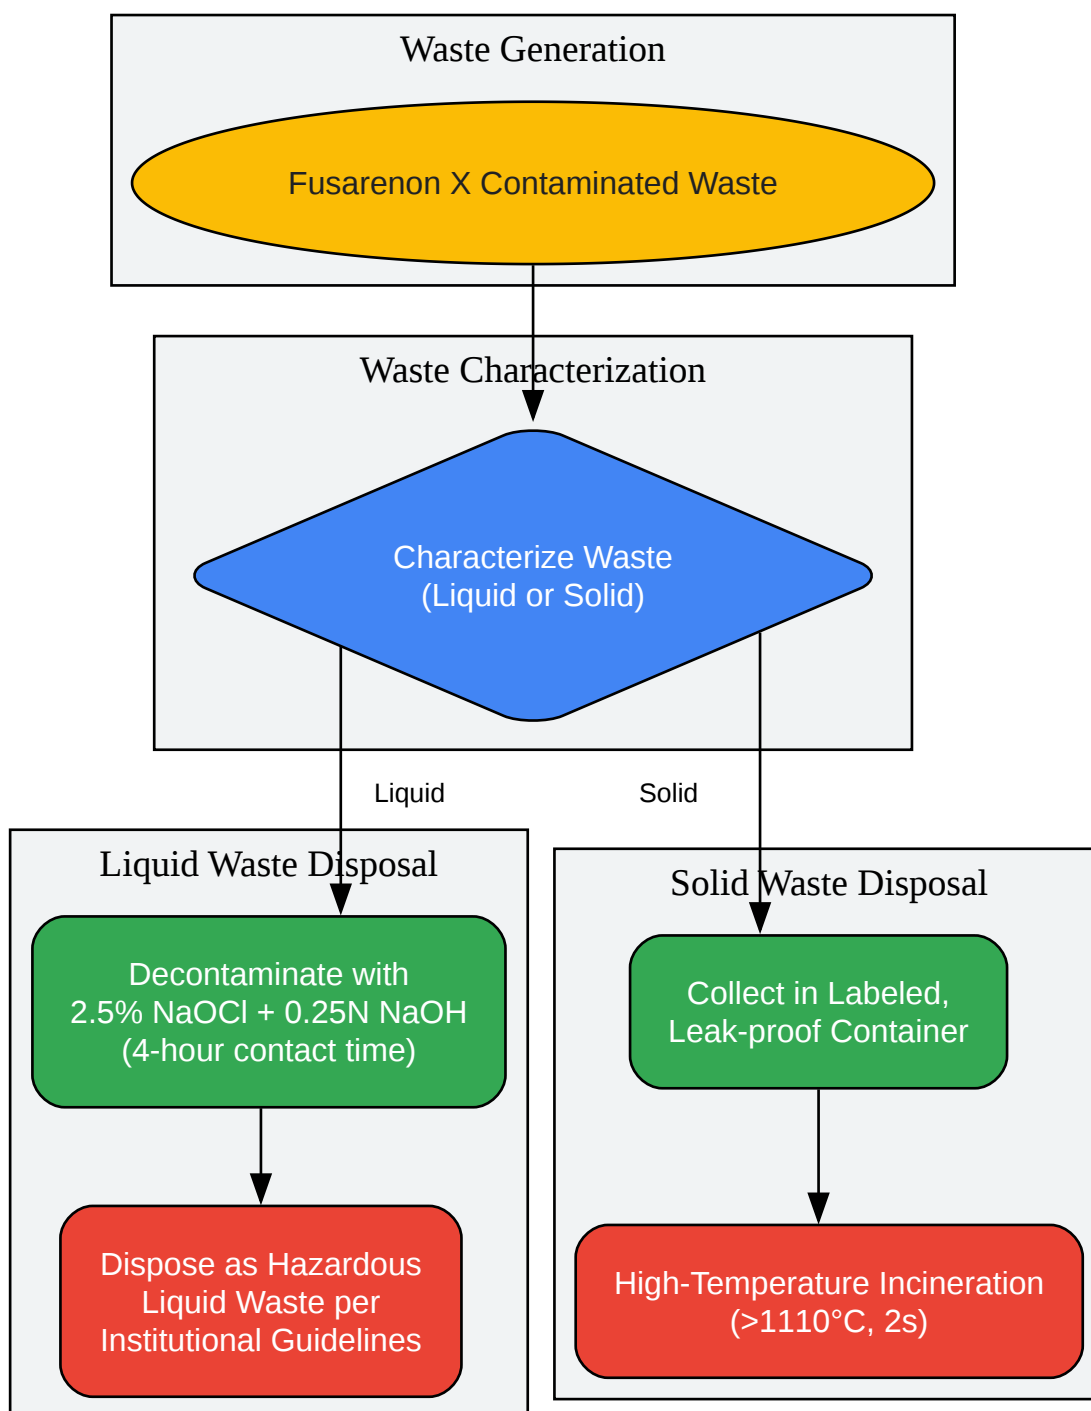 Waste Generation
Fusarenon X Contaminated Waste
Waste Characterization
Characterize Waste
(Liquid or Solid)
Liquid
Solid
Liquid Waste Disposal
Decontaminate with
2.5% NaOCl + 0.25N NaOH
(4-hour contact time)
Dispose as Hazardous
Liquid Waste per
Institutional Guidelines
Solid Waste Disposal
Collect in Labeled,
Leak-proof Container
High-Temperature Incineration
(>1110°C, 2s)